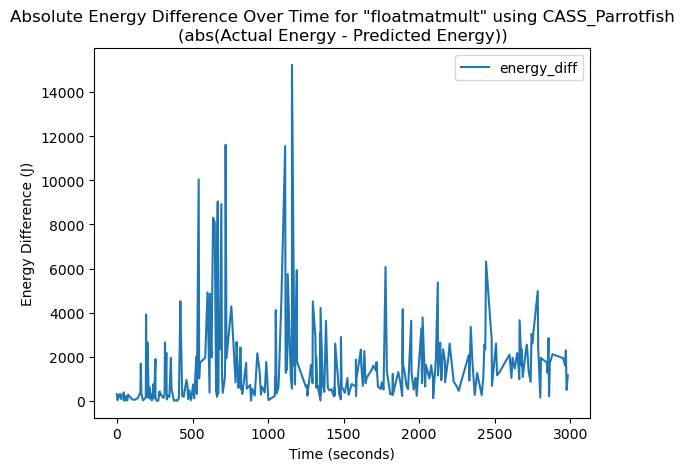 Absolute Energy Difference Over Time for "floatmatmult" using CASS_Parrotfish
(abs(Actual Energy - Predicted Energy))
energy_diff
14000
12000
10000
8000
6000
4000
2000
0
Energy Difference (J)
0 500 1000 1500 2000 2500 3000
Time (seconds)